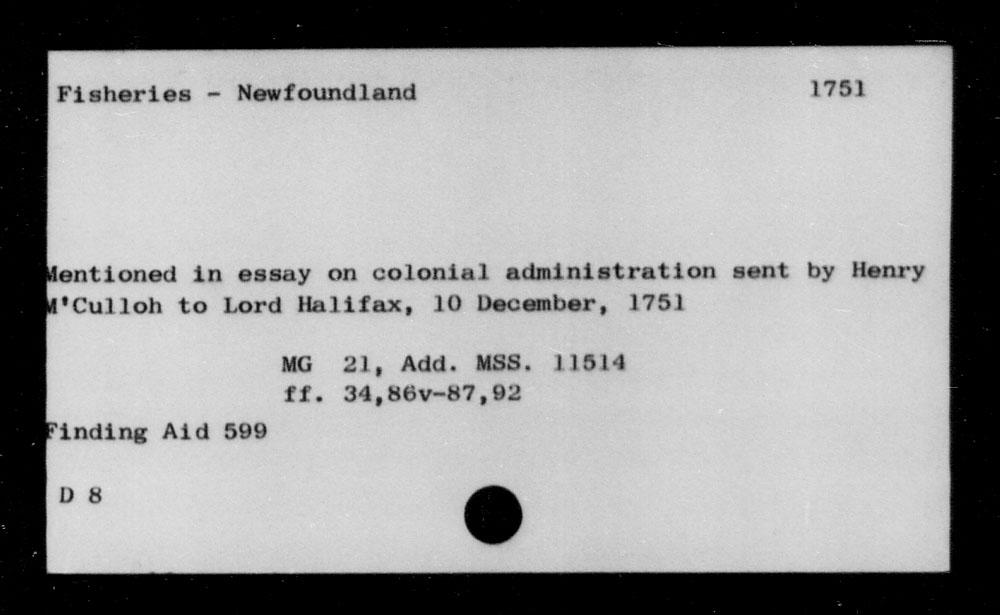 Fisheries - Newfoundland 1751
Mentioned in essay on colonial administration sent by Henry
M'Culloh to Lord Halifax, 10 December, 1751
MG 21, Add. MSS. 11514
ff. 34,86v-87,92
Finding Aid 599
D 8